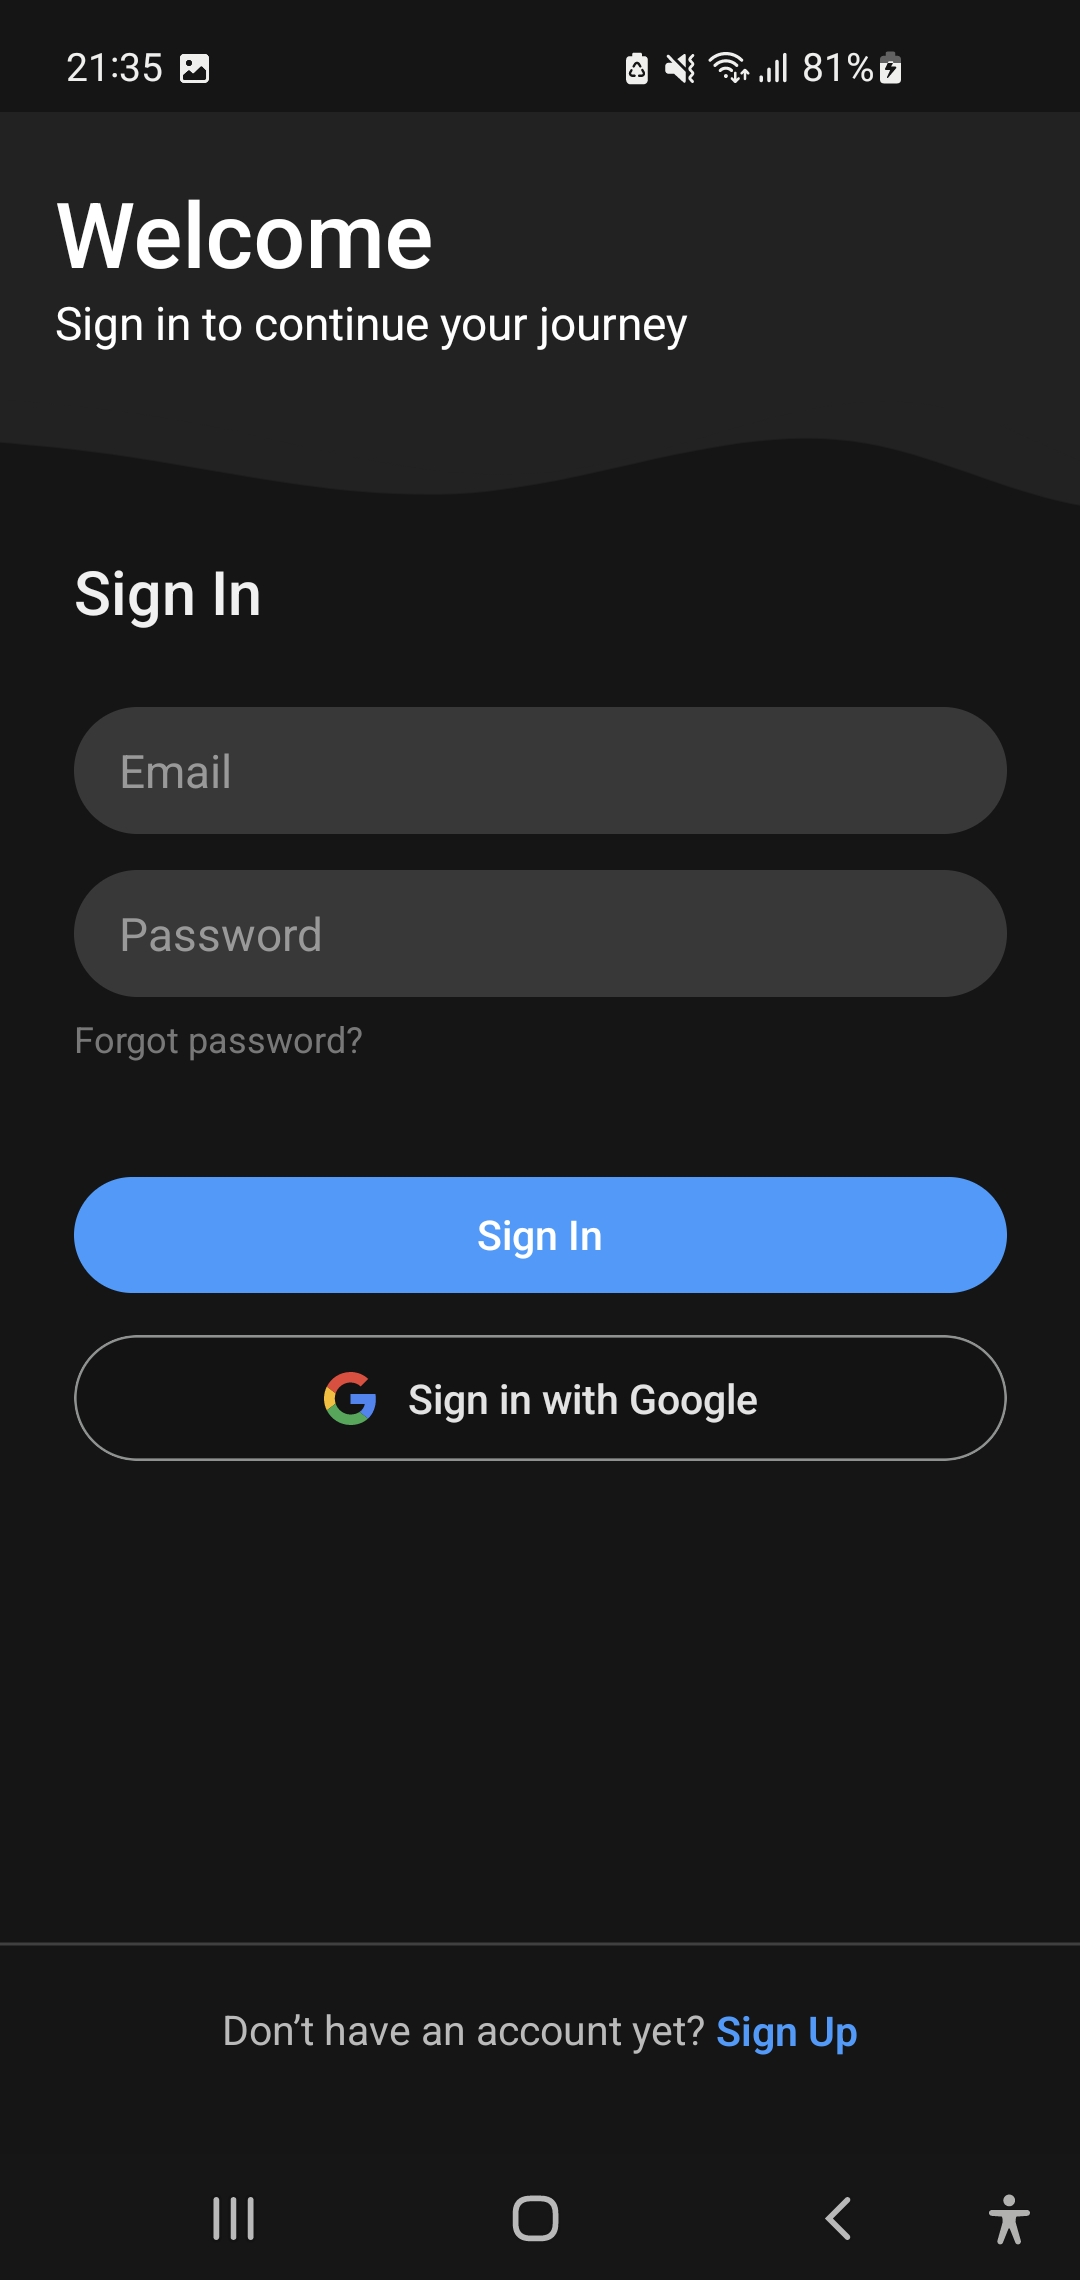 21:35 81%
Welcome
Sign in to continue your journey
Sign In
Email
Password
Forgot password?
Sign In
Sign in with Google
Don’t have an account yet? Sign Up